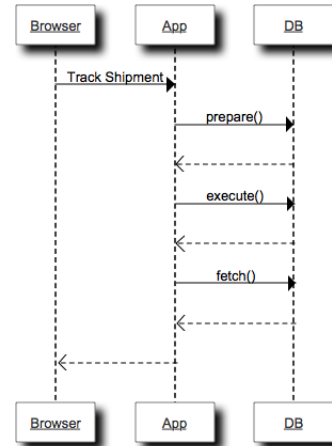 Browser App DB
Track Shipment
prepare()
execute()
fetch()
Browser App DB